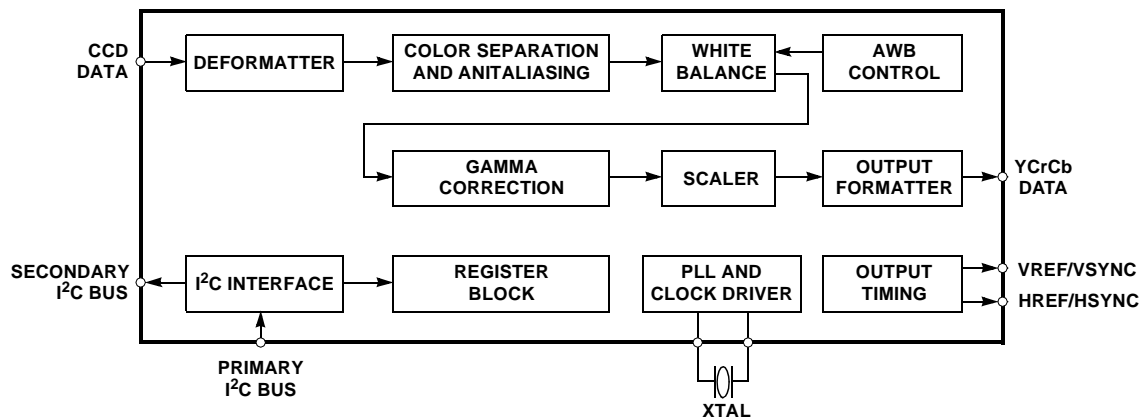 CCD
DATA
DEFORMATTER
COLOR SEPARATION
AND ANITALIASING
WHITE
BALANCE
AWB
CONTROL
GAMMA
CORRECTION
SCALER
OUTPUT
FORMATTER
YCrCb
DATA
SECONDARY
I²C BUS
I²C INTERFACE
REGISTER
BLOCK
PLL AND
CLOCK DRIVER
OUTPUT
TIMING
VREF/VSYNC
HREF/HSYNC
PRIMARY
I²C BUS
XTAL